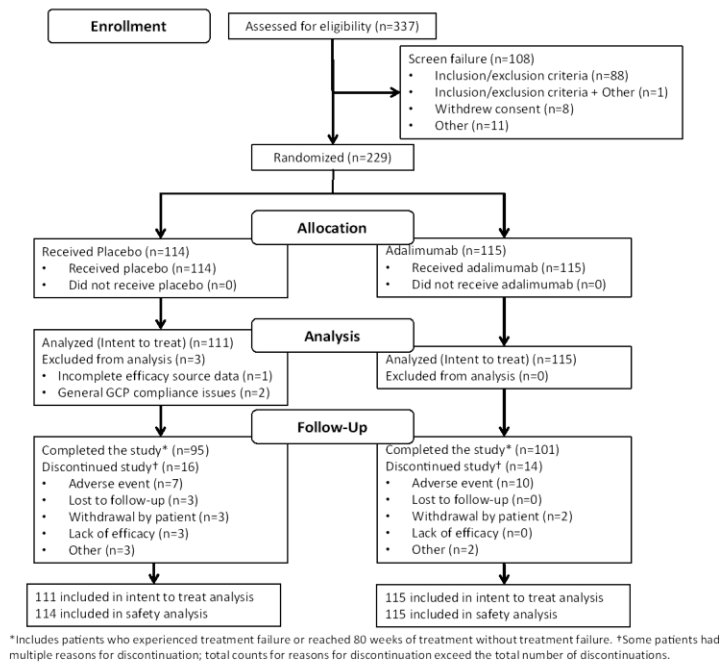 Enrollment
Assessed for eligibility (n=337)
Screen failure (n=108)
• Inclusion/exclusion criteria (n=88)
• Inclusion/exclusion criteria + Other (n=1)
• Withdrew consent (n=8)
• Other (n=11)
Randomized (n=229)
Allocation
Received Placebo (n=114)
• Received placebo (n=114)
• Did not receive placebo (n=0)
Adalimumab (n=115)
• Received adalimumab (n=115)
• Did not receive adalimumab (n=0)
Analysis
Analyzed (Intent to treat) (n=111)
Excluded from analysis (n=3)
• Incomplete efficacy source data (n=1)
• General GCP compliance issues (n=2)
Analyzed (Intent to treat) (n=115)
Excluded from analysis (n=0)
Follow-Up
Completed the study* (n=95)
Discontinued study† (n=16)
• Adverse event (n=7)
• Lost to follow-up (n=3)
• Withdrawal by patient (n=3)
• Lack of efficacy (n=3)
• Other (n=3)
Completed the study* (n=101)
Discontinued study† (n=14)
• Adverse event (n=10)
• Lost to follow-up (n=0)
• Withdrawal by patient (n=2)
• Lack of efficacy (n=0)
• Other (n=2)
111 included in intent to treat analysis
114 included in safety analysis
115 included in intent to treat analysis
115 included in safety analysis
*Includes patients who experienced treatment failure or reached 80 weeks of treatment without treatment failure. †Some patients had
multiple reasons for discontinuation; total counts for reasons for discontinuation exceed the total number of discontinuations.